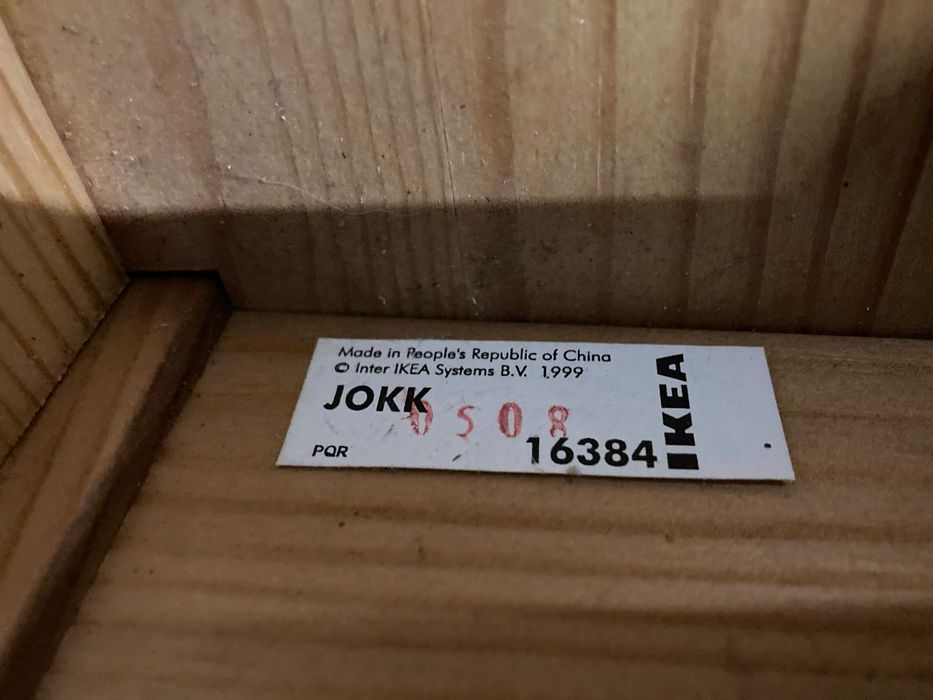 Made in People's Republic of China
© Inter IKEA Systems B.V. 1999
JOKK
0508
PQR
16384
IKEA